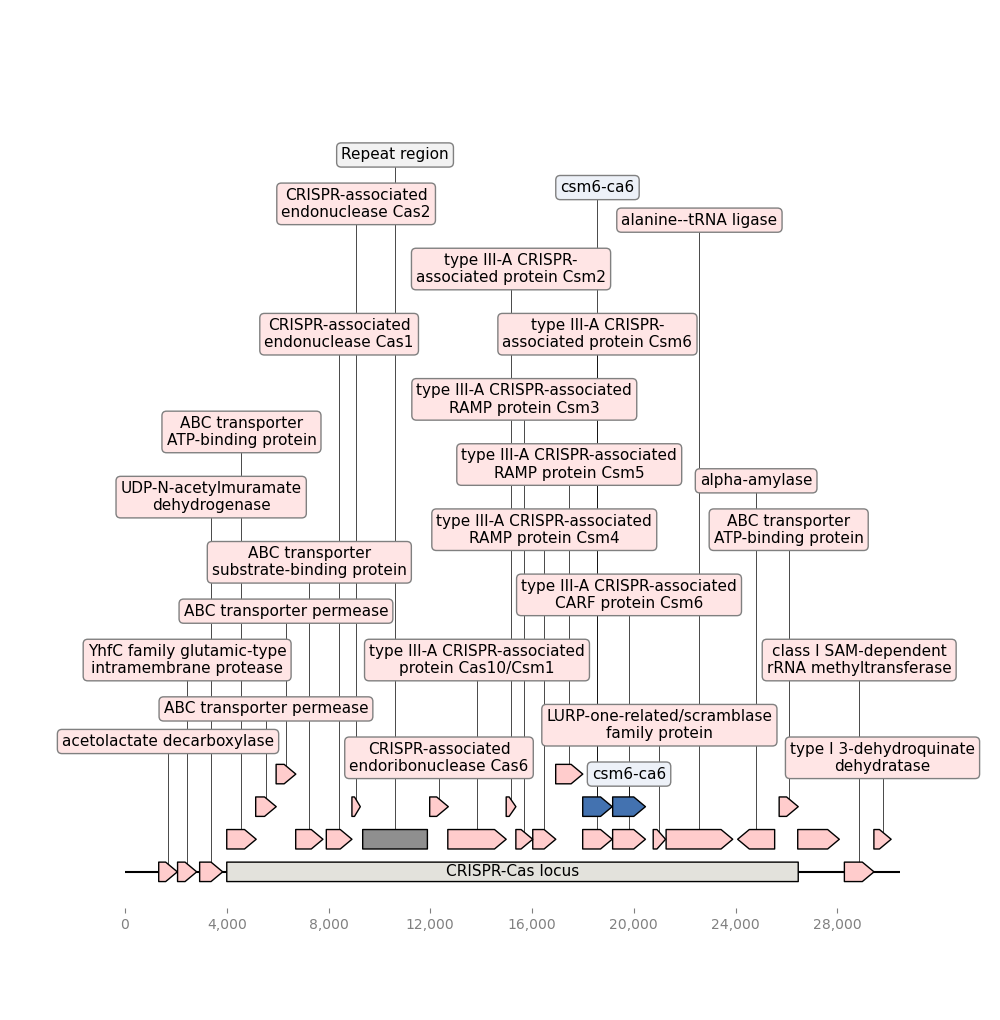 Repeat region
csm6-ca6
CRISPR-associated
endonuclease Cas2
alanine--tRNA ligase
type III-A CRISPR-
associated protein Csm2
CRISPR-associated
endonuclease Cas1
type III-A CRISPR-
associated protein Csm6
type III-A CRISPR-associated
RAMP protein Csm3
ABC transporter
ATP-binding protein
type III-A CRISPR-associated
RAMP protein Csm5
alpha-amylase
UDP-N-acetylmuramate
dehydrogenase
type III-A CRISPR-associated
RAMP protein Csm4
ABC transporter
ATP-binding protein
ABC transporter
substrate-binding protein
type III-A CRISPR-associated
CARF protein Csm6
ABC transporter permease
YhfC family glutamic-type
intramembrane protease
type III-A CRISPR-associated
protein Cas10/Csm1
class I SAM-dependent
rRNA methyltransferase
ABC transporter permease
LURP-one-related/scramblase
family protein
acetolactate decarboxylase
CRISPR-associated
endoribonuclease Cas6
type I 3-dehydroquinate
dehydratase
csm6-ca6
CRISPR-Cas locus
0 4,000 8,000 12,000 16,000 20,000 24,000 28,000